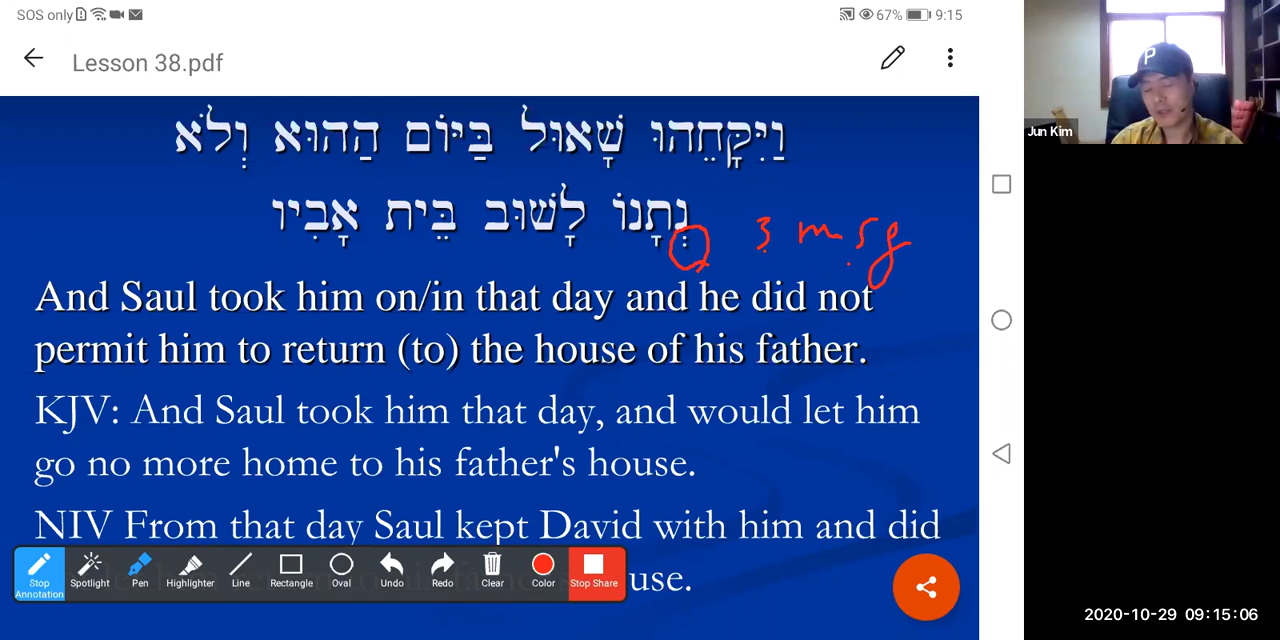 SOS only 67% 9:15
Lesson 38.pdf
P
Jun Kim
וַיִּקָּחֵהוּ שָׁאוּל בַּיּוֹם הַהוּא וְלֹא
נְתָנוֹ לָשׁוּב בֵּית אָבִיו
3 m sg
And Saul took him on/in that day and he did not
permit him to return (to) the house of his father.
KJV: And Saul took him that day, and would let him
go no more home to his father's house.
NIV From that day Saul kept David with him and did
use.
Stop Annotation
Spotlight
Pen
Highlighter
Line
Rectangle
Oval
Undo
Redo
Clear
Color
Stop Share
2020-10-29 09:15:06